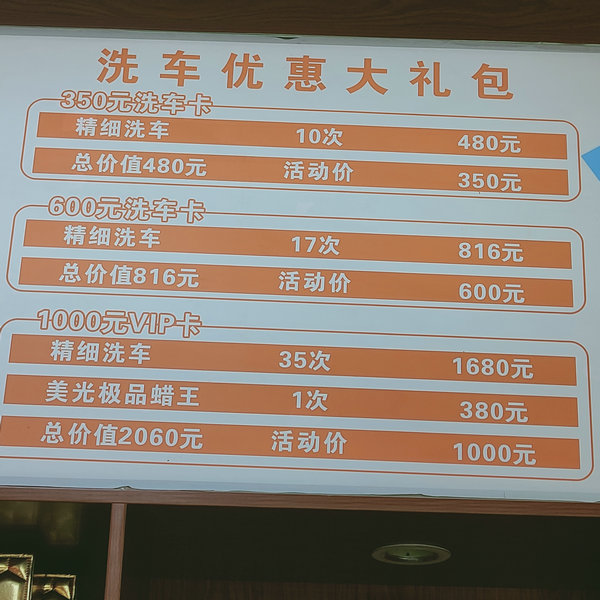 洗车优惠大礼包
350元洗车卡
精细洗车 10次 480元
总价值480元 活动价 350元
600元洗车卡
精细洗车 17次 816元
总价值816元 活动价 600元
1000元VIP卡
精细洗车 35次 1680元
美光极品蜡王 1次 380元
总价值2060元 活动价 1000元